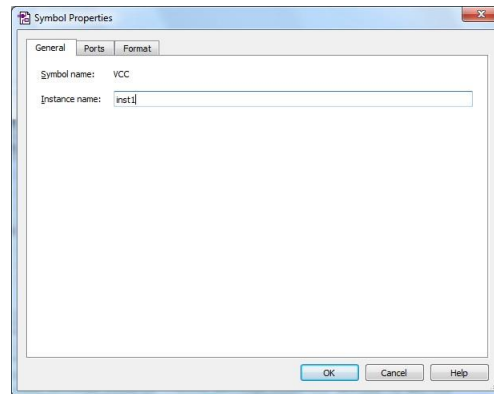 Symbol Properties
General Ports Format
Symbol name: VCC
Instance name: inst1
OK Cancel Help